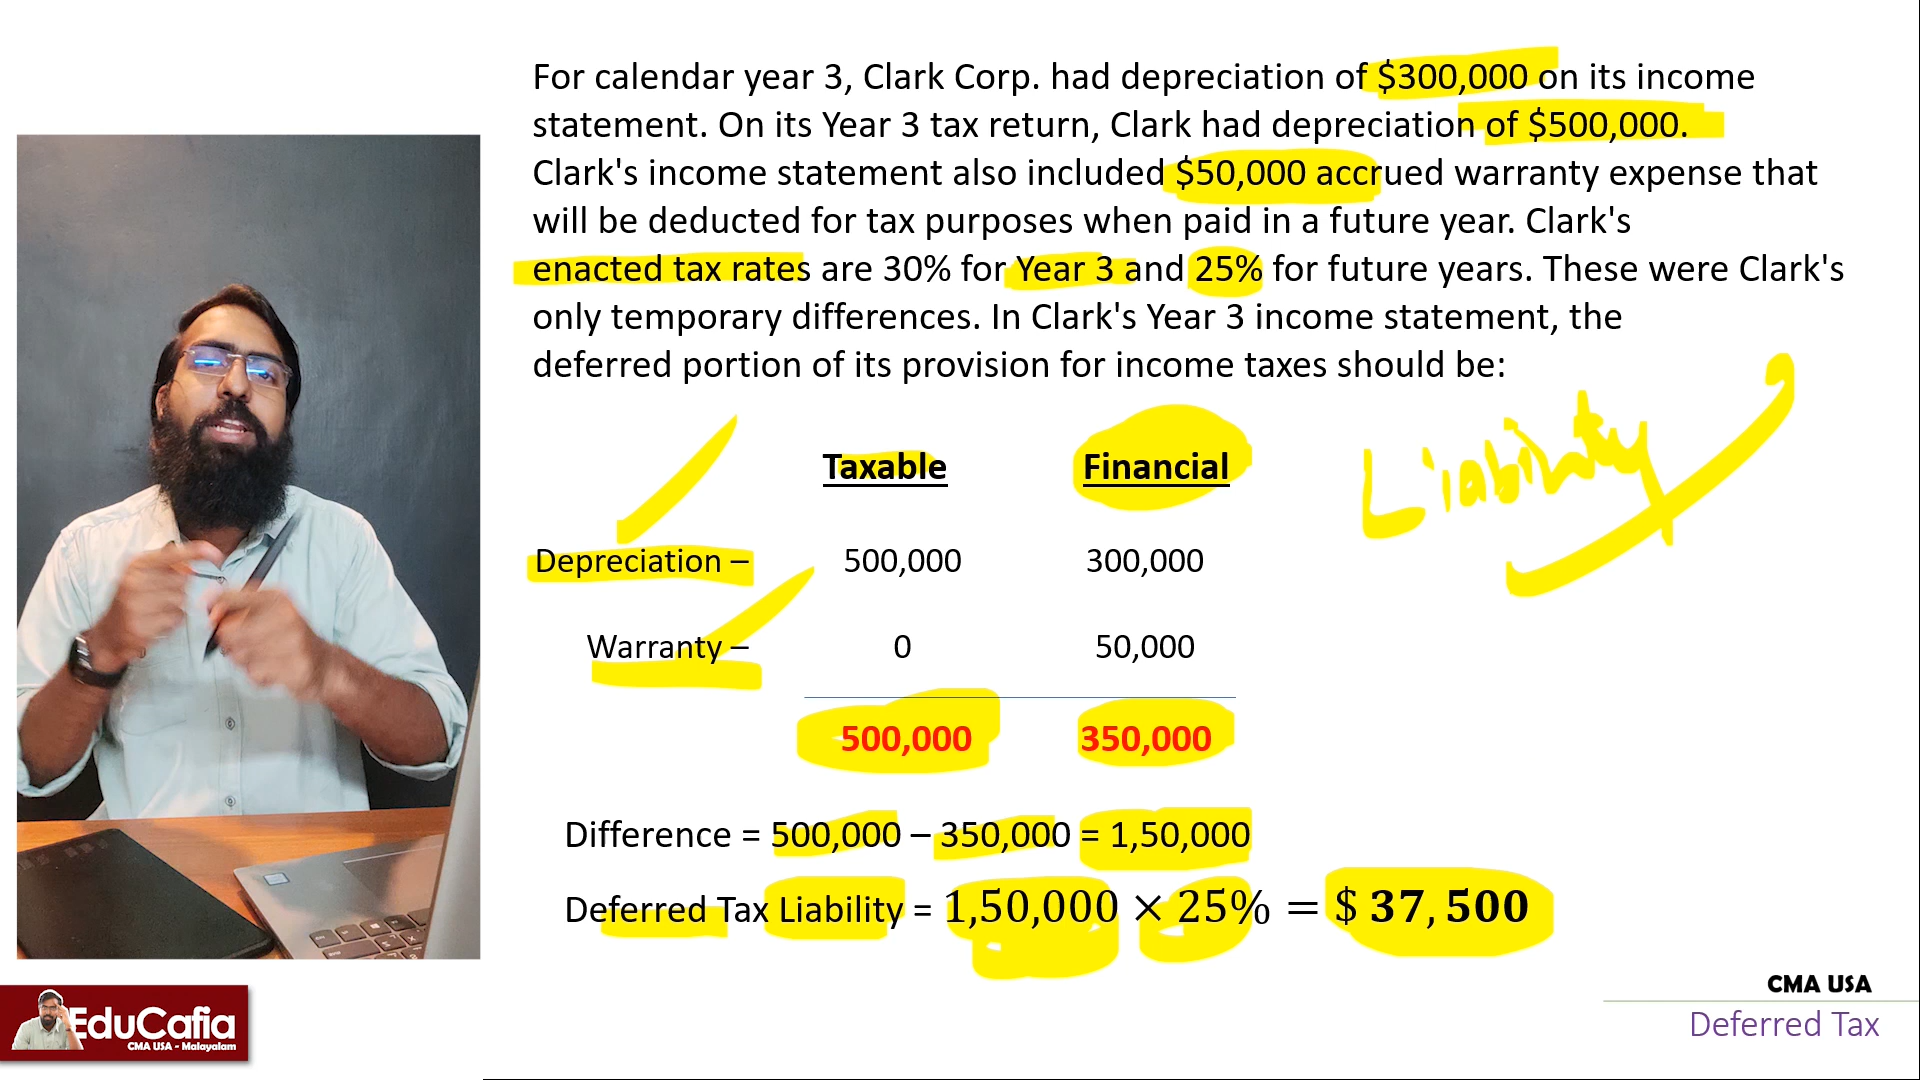 For calendar year 3, Clark Corp. had depreciation of $300,000 on its income
statement. On its Year 3 tax return, Clark had depreciation of $500,000.
Clark's income statement also included $50,000 accrued warranty expense that
will be deducted for tax purposes when paid in a future year. Clark's
enacted tax rates are 30% for Year 3 and 25% for future years. These were Clark's
only temporary differences. In Clark's Year 3 income statement, the
deferred portion of its provision for income taxes should be:
Liability
Taxable Financial
Depreciation – 500,000 300,000
Warranty – 0 50,000
500,000 350,000
Difference = 500,000 – 350,000 = 1,50,000
Deferred Tax Liability = 1,50,000 × 25% = $ 37,500
CMA USA
Deferred Tax
EduCafia
CMA USA - Malayalam